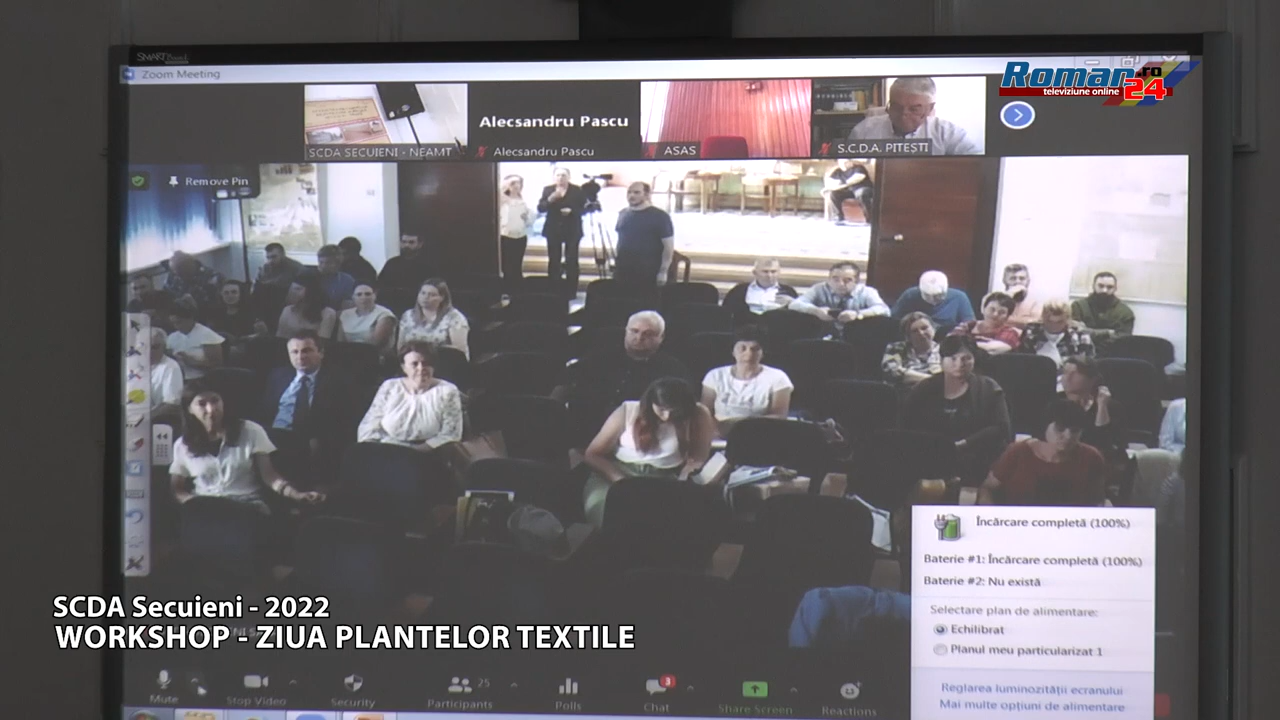 SMART Board
Zoom Meeting
Roman24.ro
televiziune online
Alecsandru Pascu
SCDA SECUIENI - NEAMT
Alecsandru Pascu
ASAS
S.C.D.A. PITEȘTI
Remove Pin
Încărcare completă (100%)
Baterie #1: Încărcare completă (100%)
Baterie #2: Nu există
Selectare plan de alimentare:
Echilibrat
Planul meu particularizat 1
Reglarea luminozității ecranului
Mai multe opțiuni de alimentare
SCDA Secuieni - 2022
WORKSHOP - ZIUA PLANTELOR TEXTILE
Mute
Stop Video
Security
Participants
25
Polls
Chat
3
Share Screen
Reactions